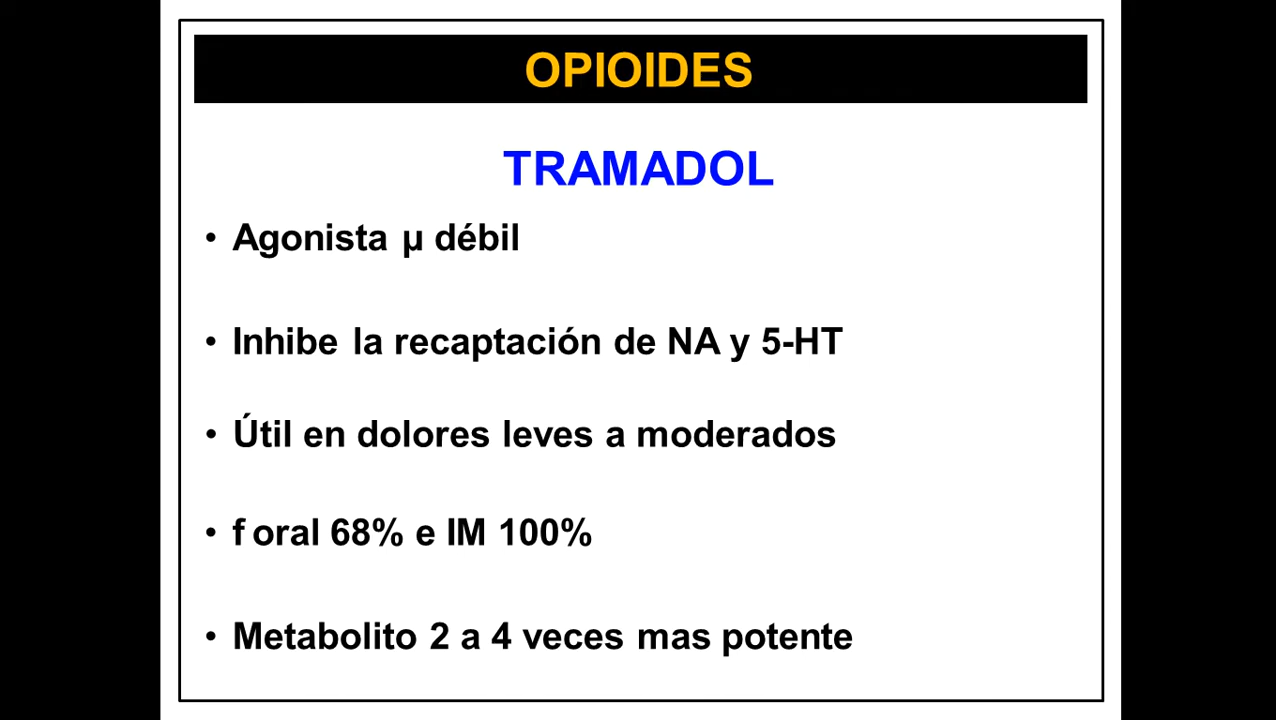 OPIOIDES
TRAMADOL
• Agonista µ débil
• Inhibe la recaptación de NA y 5-HT
• Útil en dolores leves a moderados
• f oral 68% e IM 100%
• Metabolito 2 a 4 veces mas potente